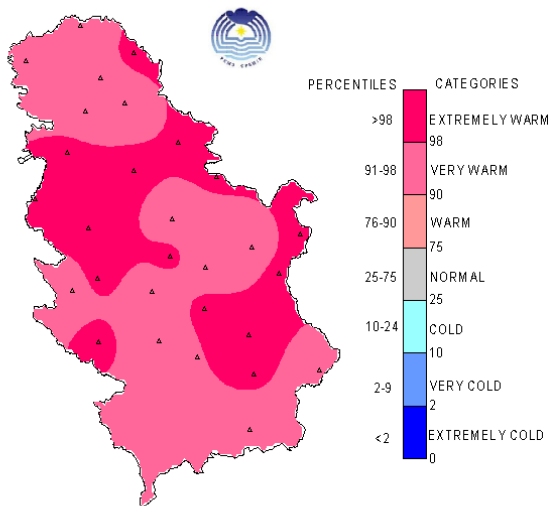 PERCENTILES CATEGORIES
>98 EXTREMELY WARM
98
91-98 VERY WARM
90
76-90 WARM
75
25-75 NORMAL
25
10-24 COLD
10
2-9 VERY COLD
2
<2 EXTREMELY COLD
0